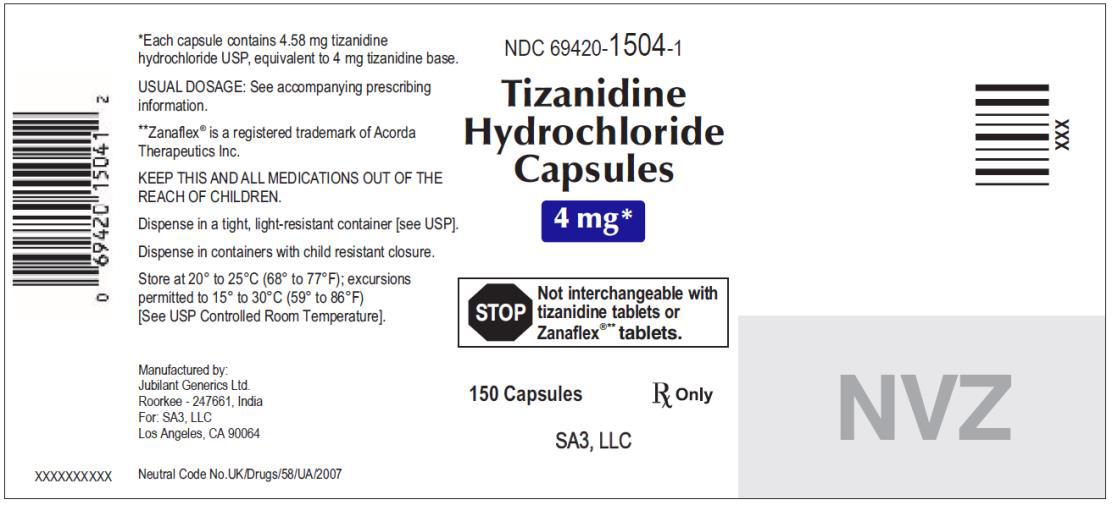 *Each capsule contains 4.58 mg tizanidine
hydrochloride USP, equivalent to 4 mg tizanidine base.
USUAL DOSAGE: See accompanying prescribing
information.
**Zanaflex® is a registered trademark of Acorda
Therapeutics Inc.
KEEP THIS AND ALL MEDICATIONS OUT OF THE
REACH OF CHILDREN.
Dispense in a tight, light-resistant container [see USP].
Dispense in containers with child resistant closure.
Store at 20° to 25°C (68° to 77°F); excursions
permitted to 15° to 30°C (59° to 86°F)
[See USP Controlled Room Temperature].
Manufactured by:
Jubilant Generics Ltd.
Roorkee - 247661, India
For: SA3, LLC
Los Angeles, CA 90064
Neutral Code No.UK/Drugs/58/UA/2007
XXXXXXXXXX
0 69420 15041 2
NDC 69420-1504-1
Tizanidine
Hydrochloride
Capsules
4 mg*
STOP
Not interchangeable with
tizanidine tablets or
Zanaflex®** tablets.
150 Capsules
Rx Only
SA3, LLC
XXX
NVZ